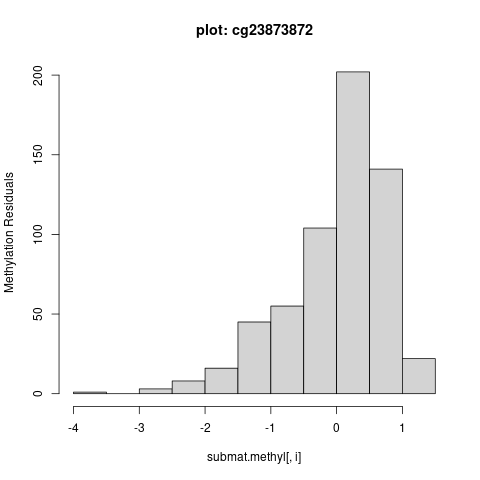 plot: cg23873872
Methylation Residuals
200
150
100
50
0
-4 -3 -2 -1 0 1
submat.methyl[, i]